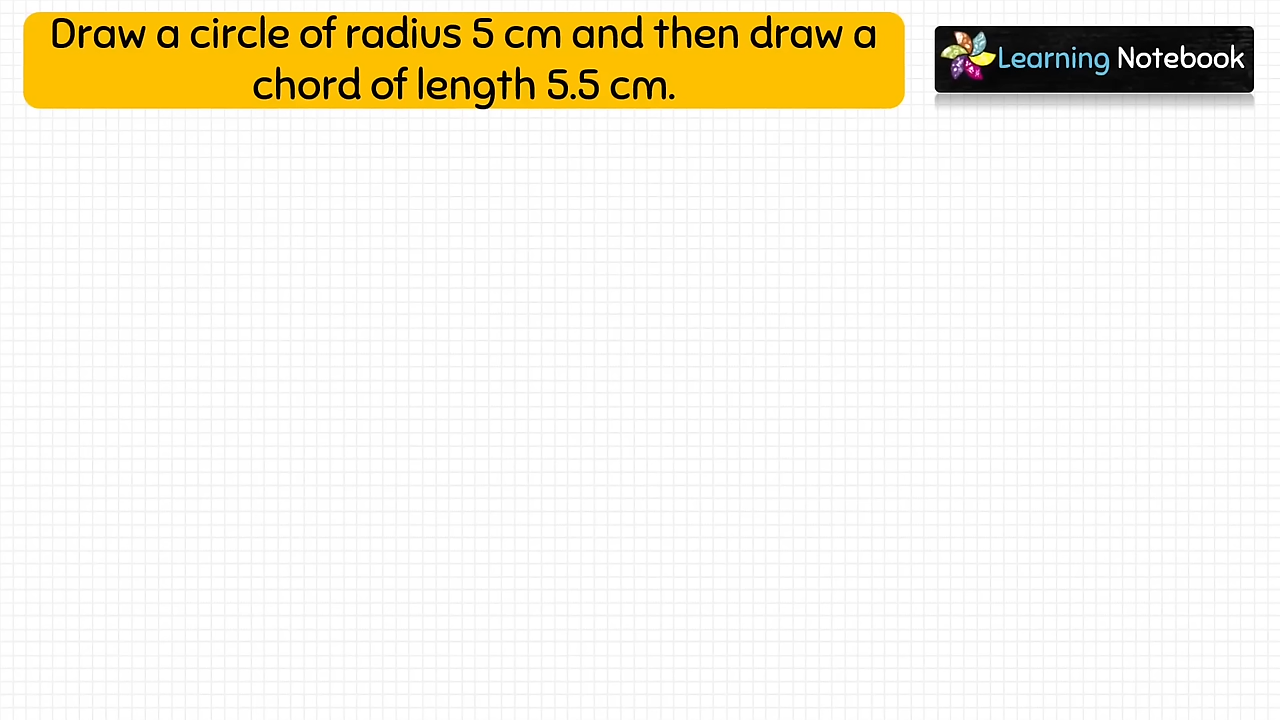 Draw a circle of radius 5 cm and then draw a
chord of length 5.5 cm.
Learning Notebook